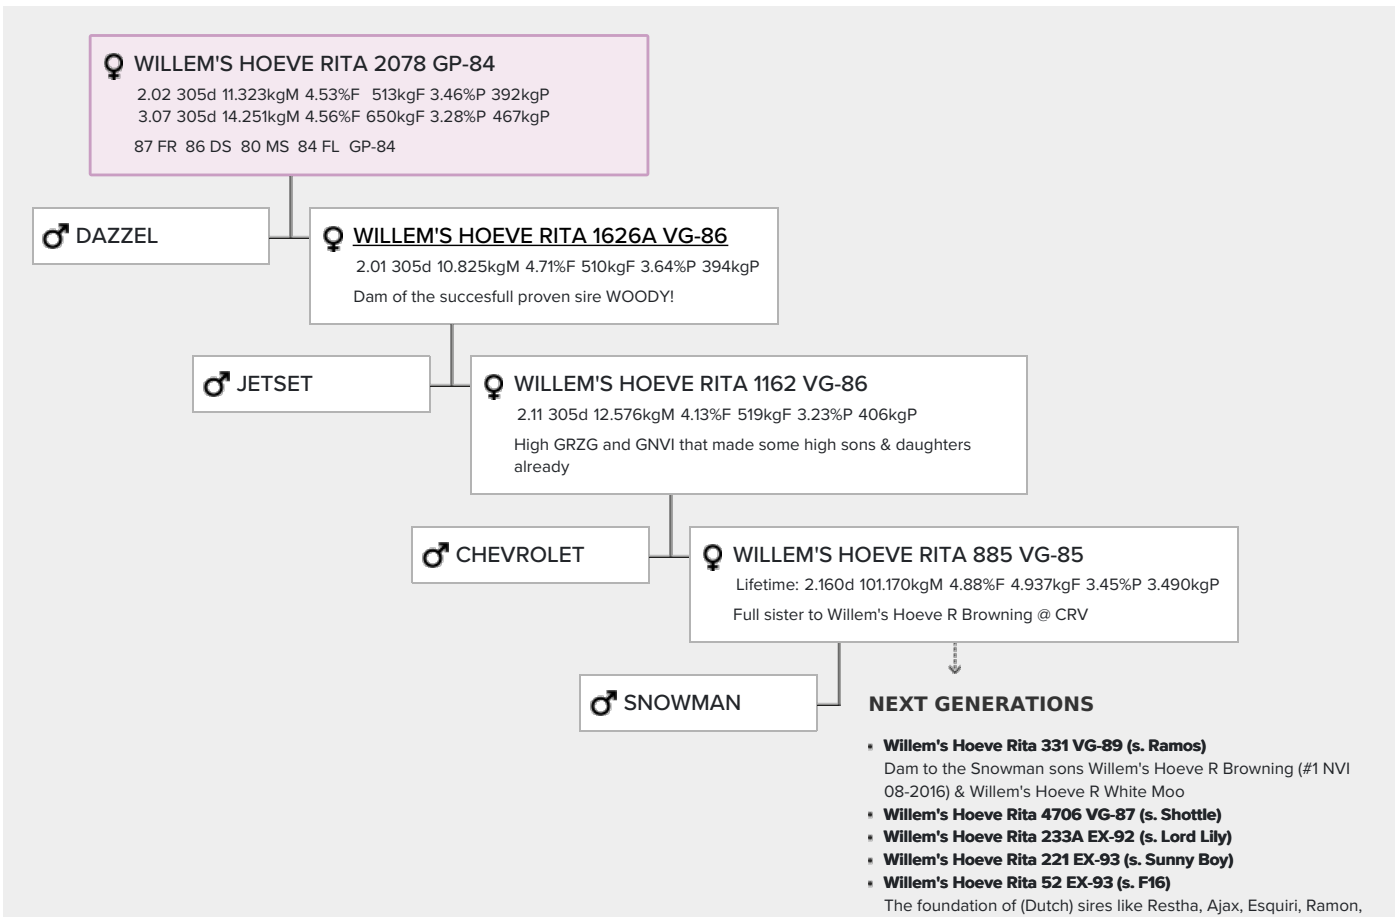 WILLEM'S HOEVE RITA 2078 GP-84
2.02 305d 11.323kgM 4.53%F 513kgF 3.46%P 392kgP
3.07 305d 14.251kgM 4.56%F 650kgF 3.28%P 467kgP
87 FR 86 DS 80 MS 84 FL GP-84
DAZZEL
WILLEM'S HOEVE RITA 1626A VG-86
2.01 305d 10.825kgM 4.71%F 510kgF 3.64%P 394kgP
Dam of the succesfull proven sire WOODY!
JETSET
WILLEM'S HOEVE RITA 1162 VG-86
2.11 305d 12.576kgM 4.13%F 519kgF 3.23%P 406kgP
High GRZG and GNVI that made some high sons & daughters
already
CHEVROLET
WILLEM'S HOEVE RITA 885 VG-85
Lifetime: 2.160d 101.170kgM 4.88%F 4.937kgF 3.45%P 3.490kgP
Full sister to Willem's Hoeve R Browning @ CRV
SNOWMAN
NEXT GENERATIONS
Willem's Hoeve Rita 331 VG-89 (s. Ramos)
Dam to the Snowman sons Willem's Hoeve R Browning (#1 NVI
08-2016) & Willem's Hoeve R White Moo
Willem's Hoeve Rita 4706 VG-87 (s. Shottle)
Willem's Hoeve Rita 233A EX-92 (s. Lord Lily)
Willem's Hoeve Rita 221 EX-93 (s. Sunny Boy)
Willem's Hoeve Rita 52 EX-93 (s. F16)
The foundation of (Dutch) sires like Restha, Ajax, Esquiri, Ramon,